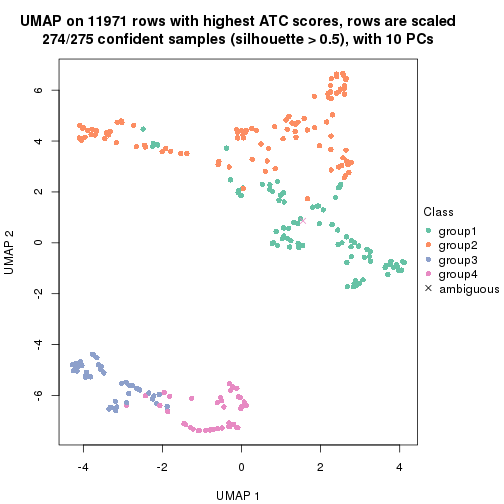 UMAP on 11971 rows with highest ATC scores, rows are scaled
274/275 confident samples (silhouette > 0.5), with 10 PCs
6
4
2
0
-2
-4
-6
UMAP 2
-4
-2
0
2
4
UMAP 1
Class
group1
group2
group3
group4
ambiguous